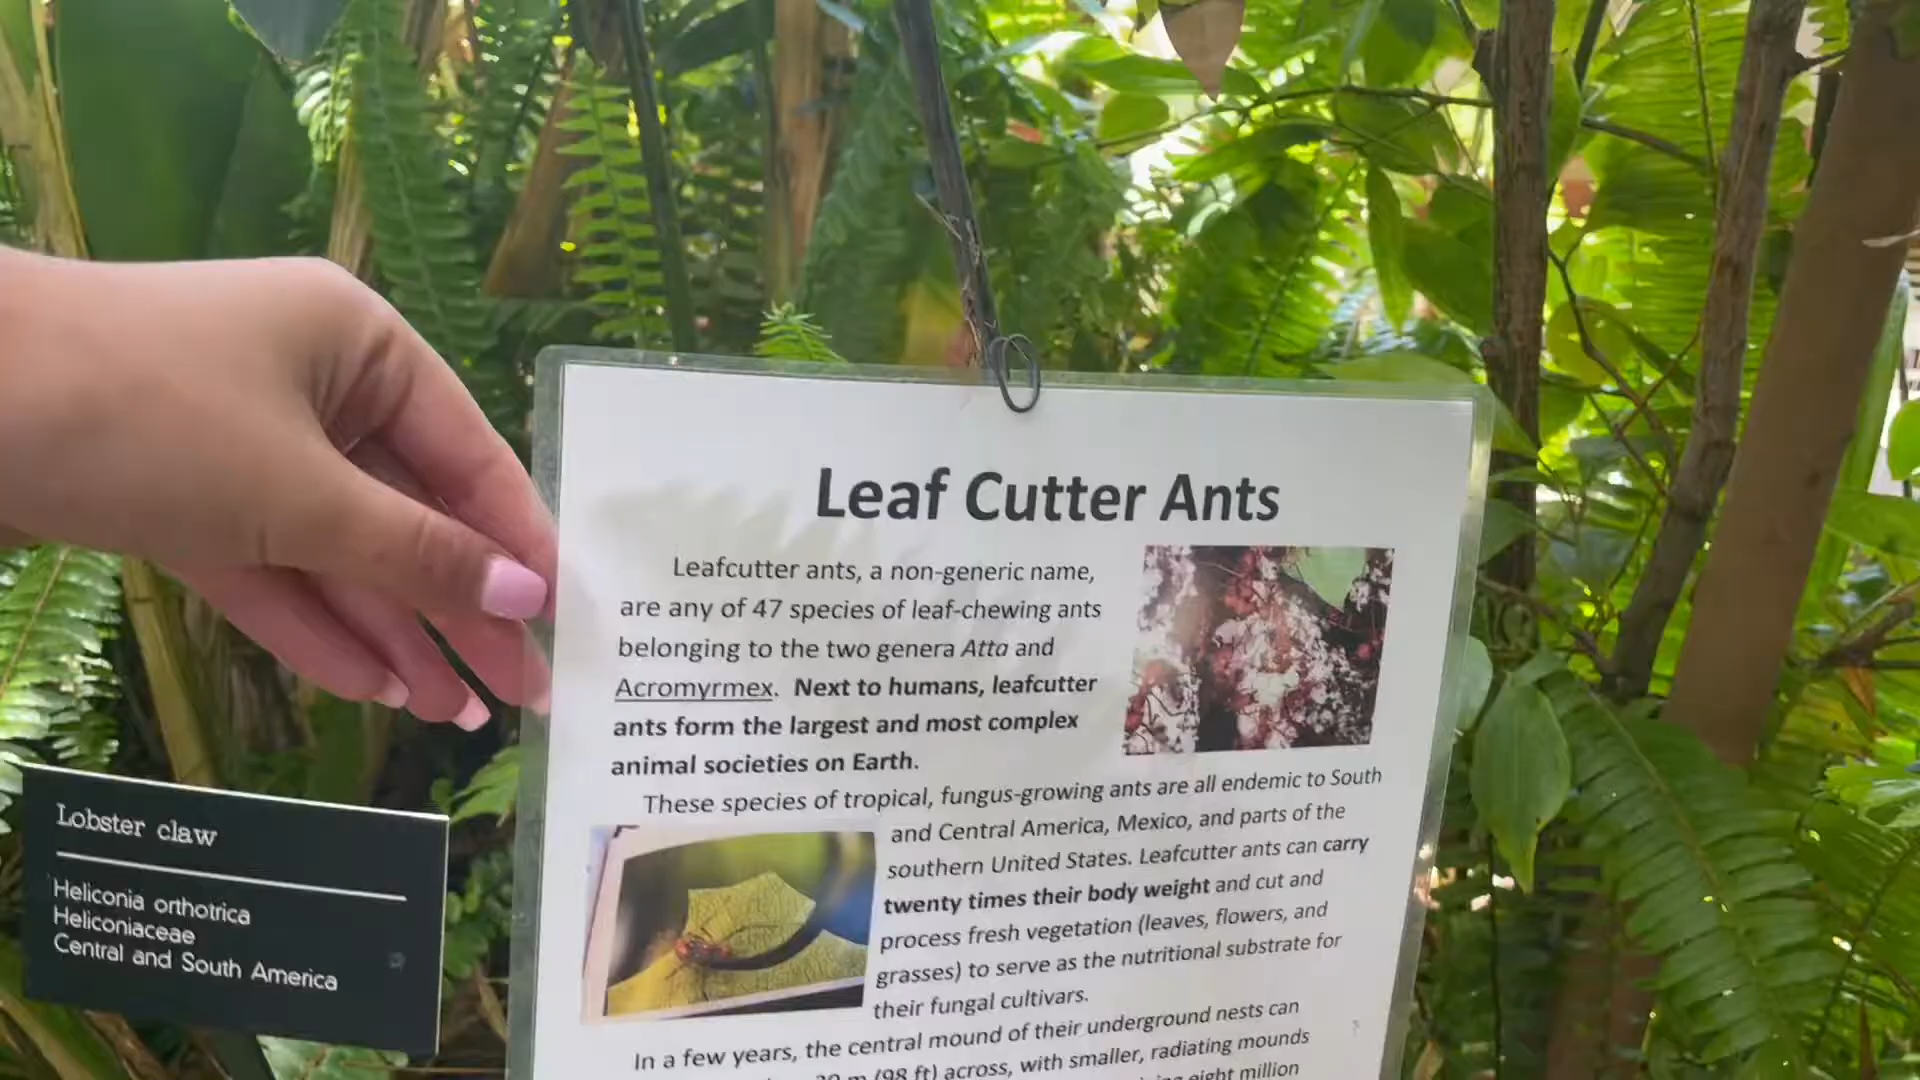 Leaf Cutter Ants
Leafcutter ants, a non-generic name,
are any of 47 species of leaf-chewing ants
belonging to the two genera Atta and
Acromyrmex. Next to humans, leafcutter
ants form the largest and most complex
animal societies on Earth.
These species of tropical, fungus-growing ants are all endemic to South
and Central America, Mexico, and parts of the
southern United States. Leafcutter ants can carry
twenty times their body weight and cut and
process fresh vegetation (leaves, flowers, and
grasses) to serve as the nutritional substrate for
their fungal cultivars.
In a few years, the central mound of their underground nests can
m (98 ft) across, with smaller, radiating mounds
eight million
Lobster claw
Heliconia orthotrica
Heliconiaceae
Central and South America